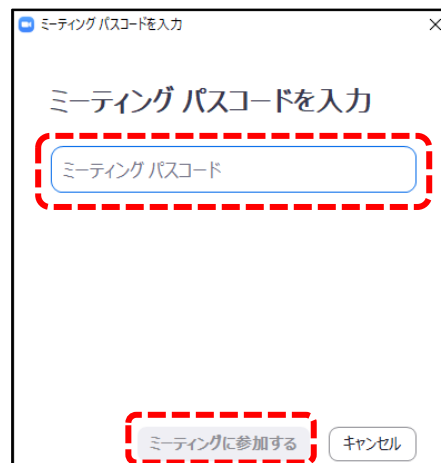 ミーティング パスコードを入力
ミーティング パスコードを入力
ミーティング パスコード
ミーティングに参加する
キャンセル